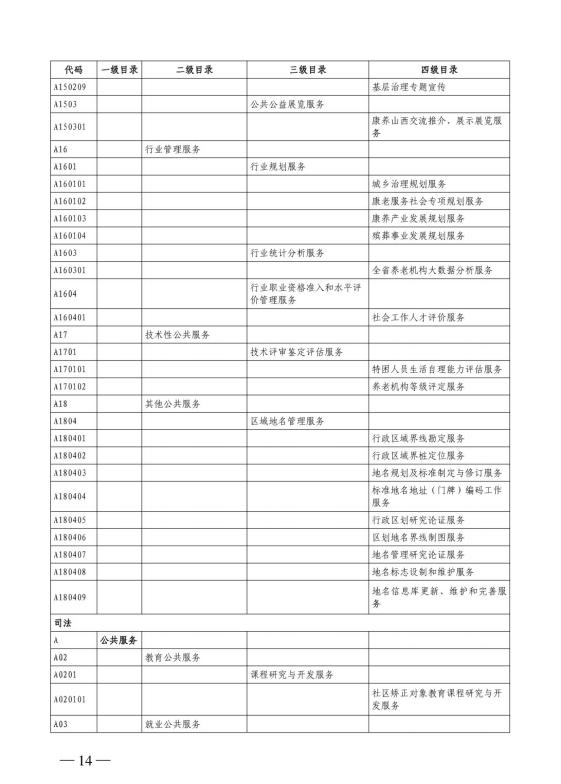 代码 一级目录 二级目录 三级目录 四级目录
A150209 基层治理专题宣传
A1503 公共公益展览服务
A150301 康养山西交流推介、展示展览服
务
A16 行业管理服务
A1601 行业规划服务
A160101 城乡治理规划服务
A160102 康老服务社会专项规划服务
A160103 康养产业发展规划服务
A160104 殡葬事业发展规划服务
A1603 行业统计分析服务
A160301 全省养老机构大数据分析服务
A1604 行业职业资格准入和水平评
价管理服务
A160401 社会工作人才评价服务
A17 技术性公共服务
A1701 技术评审鉴定评估服务
A170101 特困人员生活自理能力评估服务
A170102 养老机构等级评定服务
A18 其他公共服务
A1804 区域地名管理服务
A180401 行政区域界线勘定服务
A180402 行政区域界桩定位服务
A180403 地名规划及标准制定与修订服务
A180404 标准地名地址（门牌）编码工作
服务
A180405 行政区划研究论证服务
A180406 区划地名界线制图服务
A180407 地名管理研究论证服务
A180408 地名标志设制和维护服务
A180409 地名信息库更新、维护和完善服
务
司法
A 公共服务
A02 教育公共服务
A0201 课程研究与开发服务
A020101 社区矫正对象教育课程研究与开
发服务
A03 就业公共服务
— 14 —